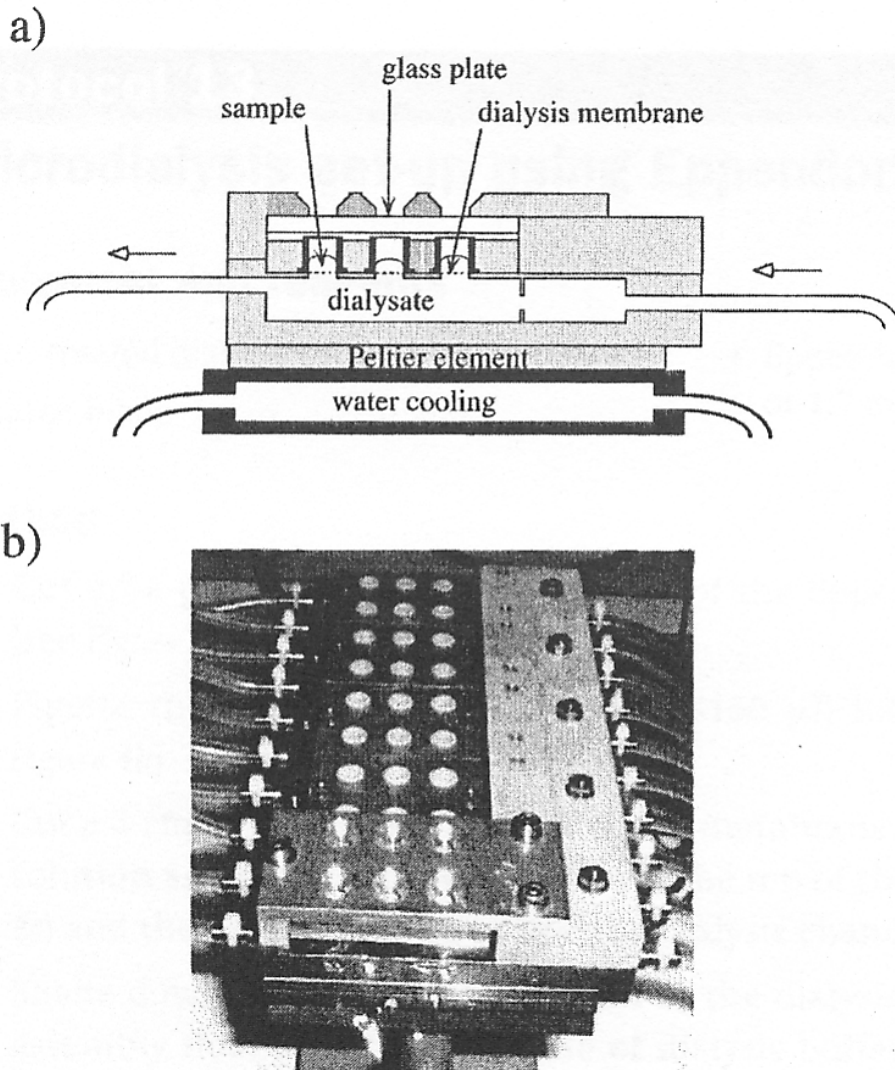 a)
glass plate
sample
dialysis membrane
dialysate
Peltier element
water cooling
b)